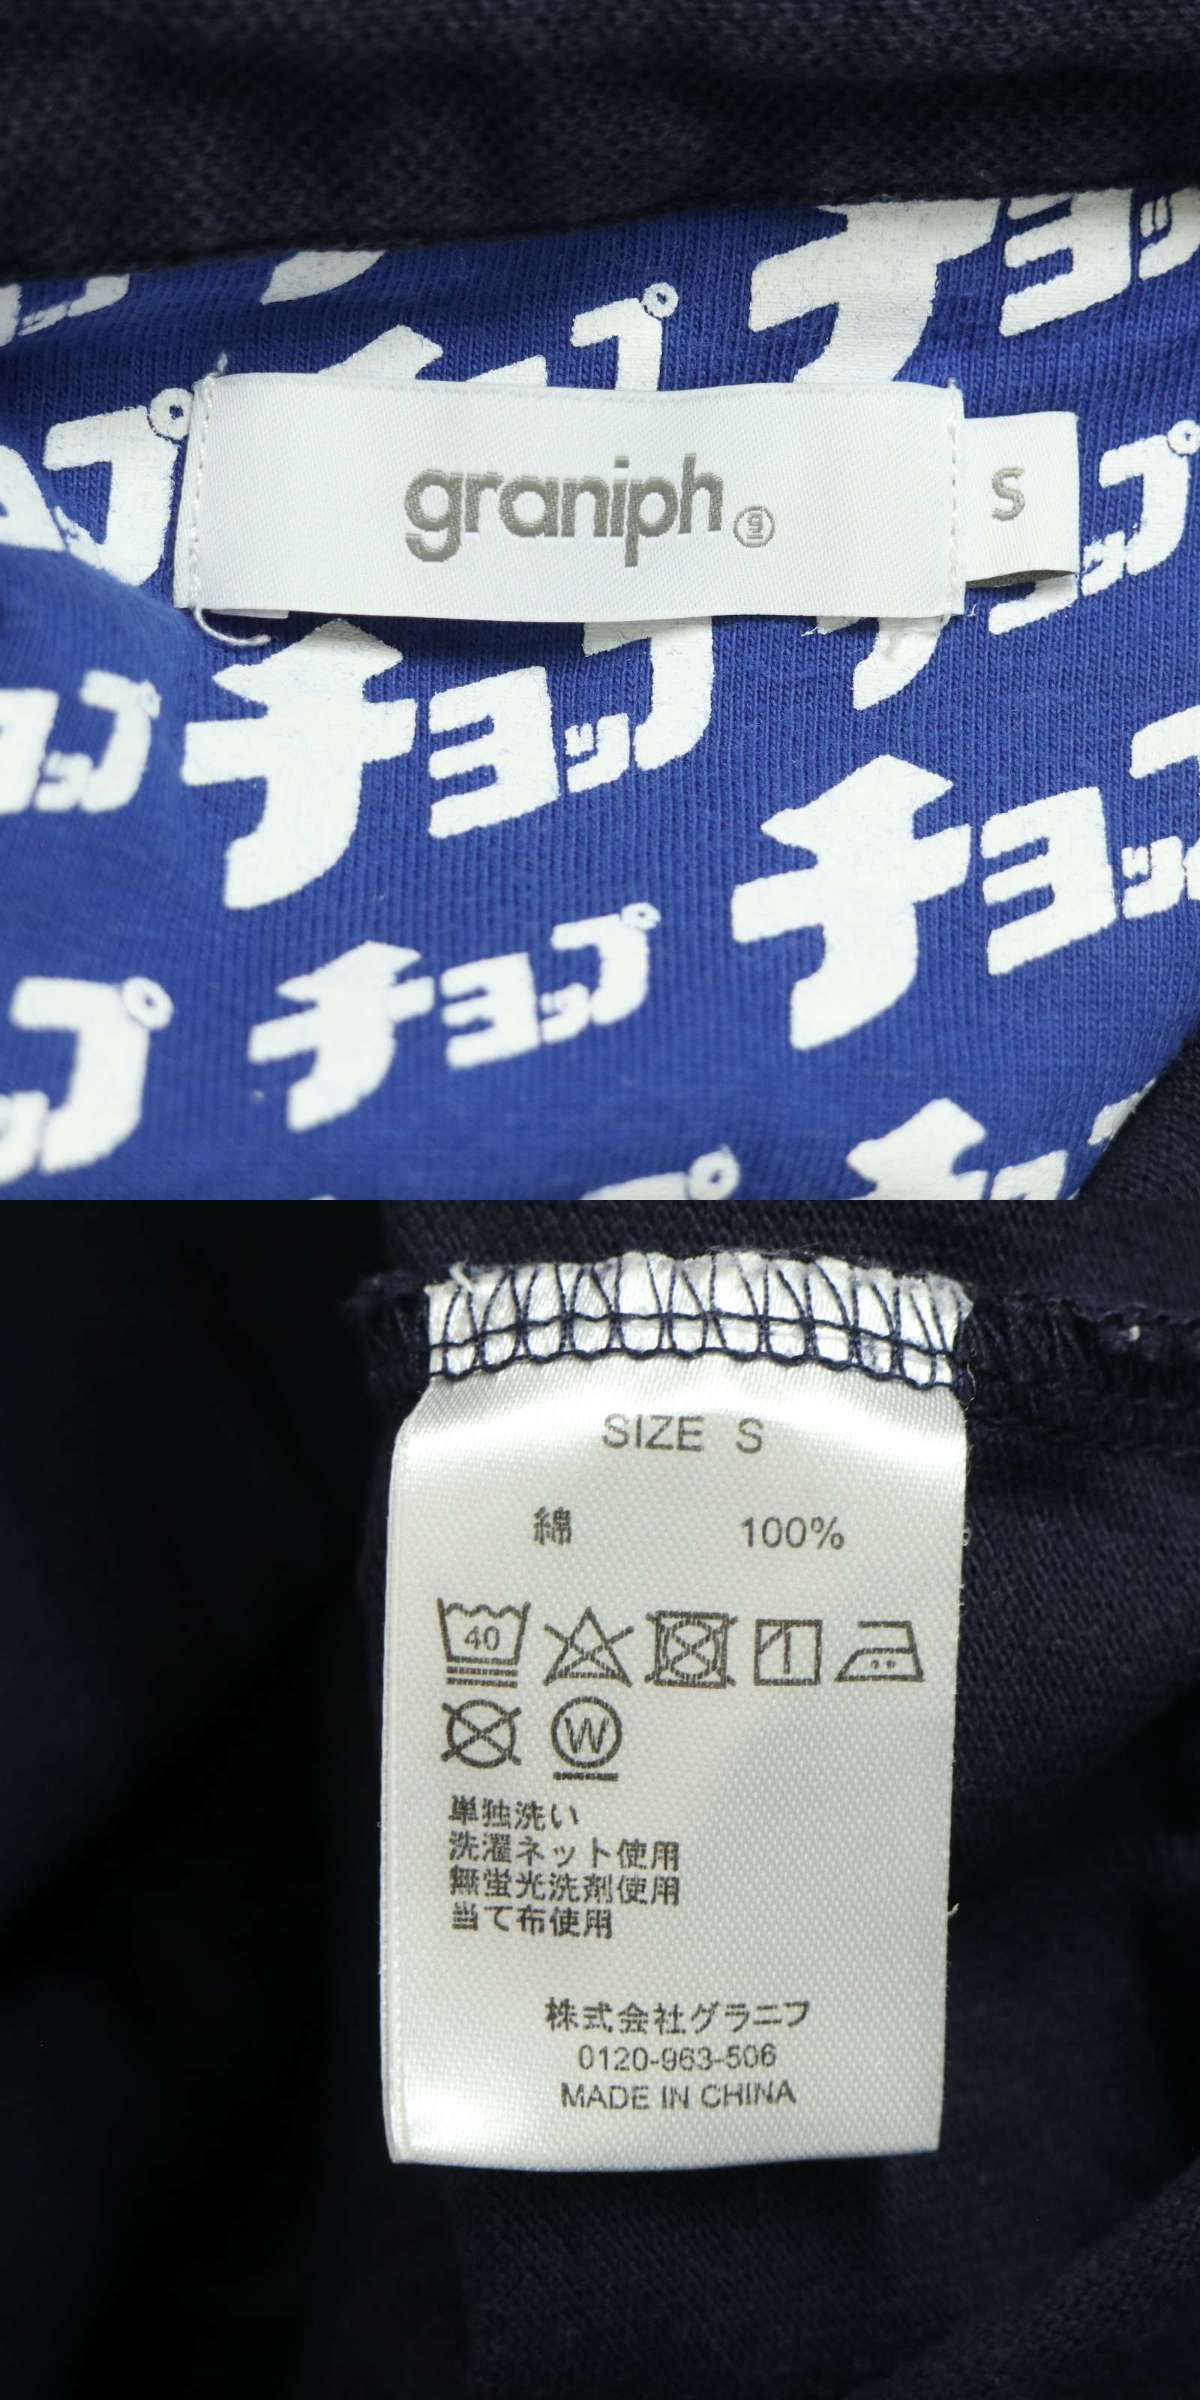 チョップ
graniph
S
チョップ
チョップ
チョップ
チョップ
SIZE S
綿 100%
40
W
単独洗い
洗濯ネット使用
無蛍光洗剤使用
当て布使用
株式会社グラニフ
0120-963-506
MADE IN CHINA